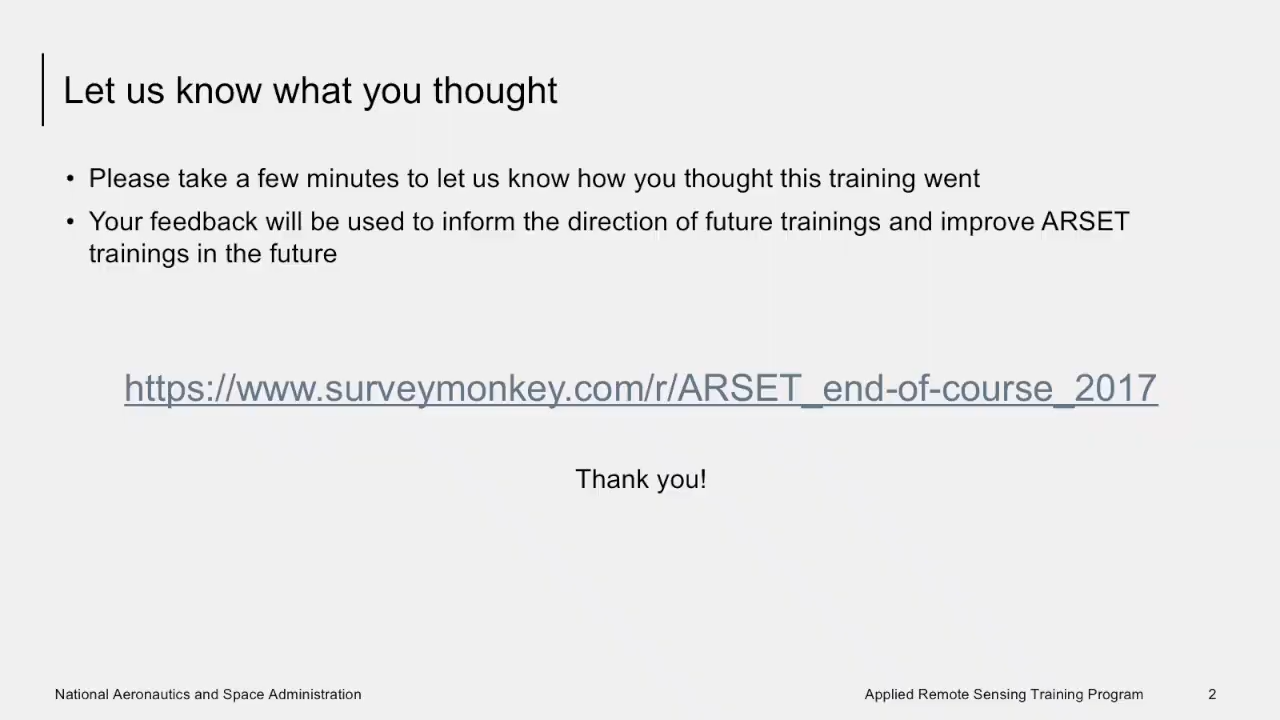 Let us know what you thought
• Please take a few minutes to let us know how you thought this training went
• Your feedback will be used to inform the direction of future trainings and improve ARSET
trainings in the future
https://www.surveymonkey.com/r/ARSET_end-of-course_2017
Thank you!
National Aeronautics and Space Administration
Applied Remote Sensing Training Program
2